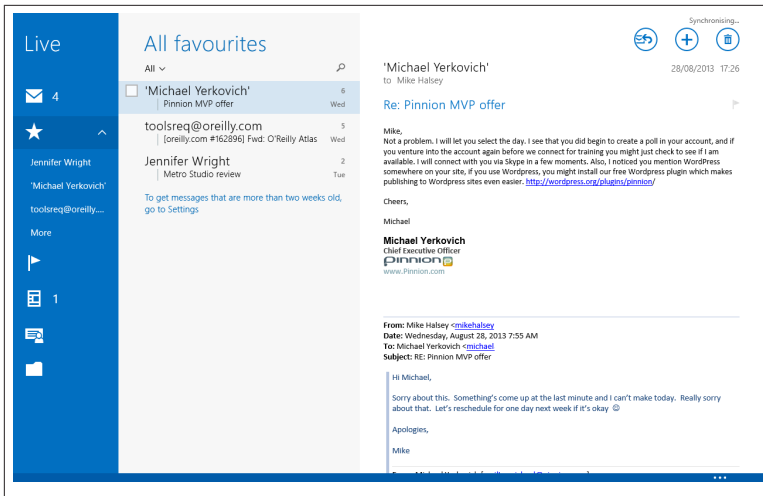 Live
4
Jennifer Wright
'Michael Yerkovich'
toolsreq@oreilly....
More
1
All favourites
All
'Michael Yerkovich' 6
Pinnion MVP offer Wed
toolsreq@oreilly.com 5
[oreilly.com #162896] Fwd: O'Reilly Atlas Wed
Jennifer Wright 2
Metro Studio review Tue
To get messages that are more than two weeks old,
go to Settings
Synchronising...
'Michael Yerkovich' 28/08/2013 17:26
to Mike Halsey
Re: Pinnion MVP offer
Mike,
Not a problem. I will let you select the day. I see that you did begin to create a poll in your account, and if
you venture into the account again before we connect for training you might just check to see if I am
available. I will connect with you via Skype in a few moments. Also, I noticed you mention WordPress
somewhere on your site, if you use Wordpress, you might install our free Wordpress plugin which makes
publishing to Wordpress sites even easier. http://wordpress.org/plugins/pinnion/
Cheers,
Michael
Michael Yerkovich
Chief Executive Officer
pinnion
www.Pinnion.com
From: Mike Halsey <mikehalsey
Date: Wednesday, August 28, 2013 7:55 AM
To: Michael Yerkovich <michael
Subject: RE: Pinnion MVP offer
Hi Michael,
Sorry about this. Something's come up at the last minute and I can't make today. Really sorry
about that. Let's reschedule for one day next week if it's okay ☺
Apologies,
Mike